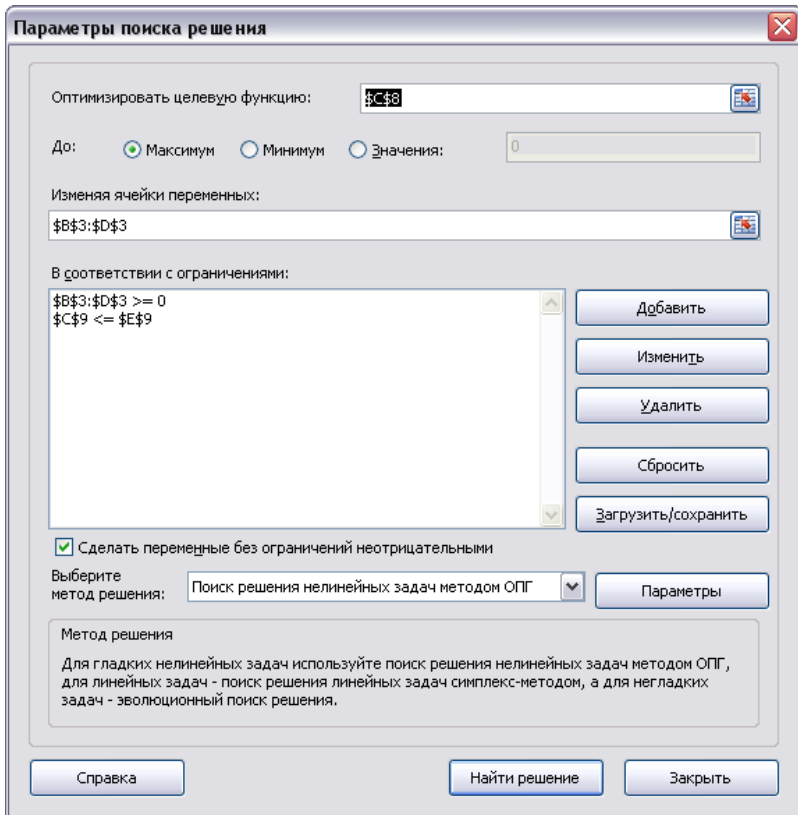 Параметры поиска решения
Оптимизировать целевую функцию: $C$8
До: Максимум Минимум Значения: 0
Изменяя ячейки переменных:
$B$3:$D$3
В соответствии с ограничениями:
$B$3:$D$3 >= 0
$C$9 <= $E$9
Добавить
Изменить
Удалить
Сбросить
Загрузить/сохранить
Сделать переменные без ограничений неотрицательными
Выберите
метод решения:
Поиск решения нелинейных задач методом ОПГ
Параметры
Метод решения
Для гладких нелинейных задач используйте поиск решения нелинейных задач методом ОПГ,
для линейных задач - поиск решения линейных задач симплекс-методом, а для негладких
задач - эволюционный поиск решения.
Справка Найти решение Закрыть